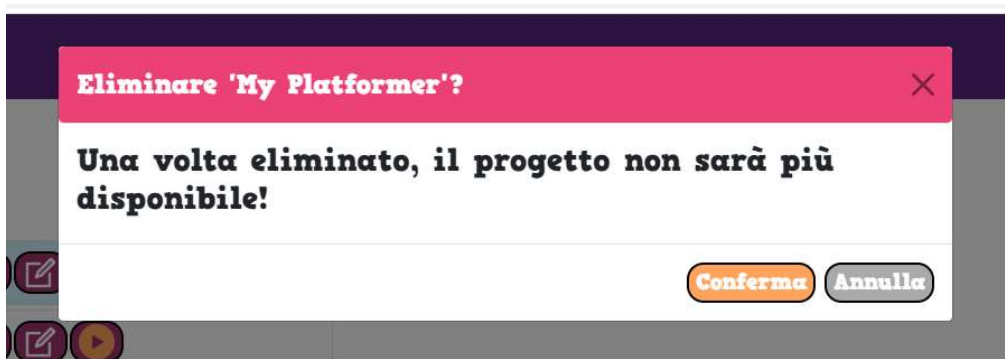 Eliminare 'My Platformer'?
Una volta eliminato, il progetto non sarà più
disponibile!
Conferma Annulla